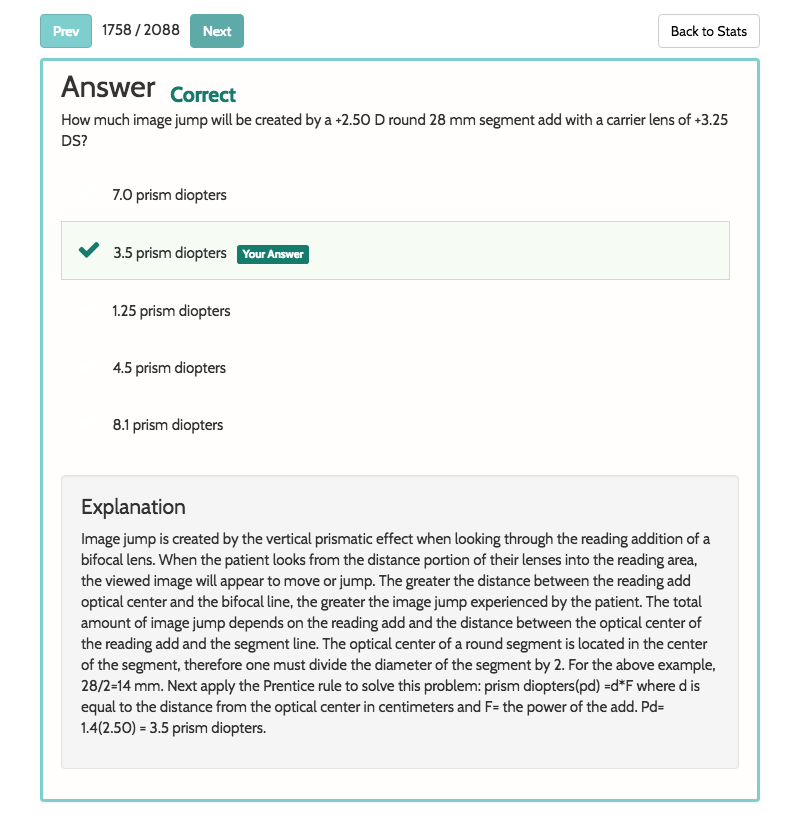 Prev 1758 / 2088 Next Back to Stats
Answer Correct
How much image jump will be created by a +2.50 D round 28 mm segment add with a carrier lens of +3.25
DS?
7.0 prism diopters
3.5 prism diopters Your Answer
1.25 prism diopters
4.5 prism diopters
8.1 prism diopters
Explanation
Image jump is created by the vertical prismatic effect when looking through the reading addition of a
bifocal lens. When the patient looks from the distance portion of their lenses into the reading area,
the viewed image will appear to move or jump. The greater the distance between the reading add
optical center and the bifocal line, the greater the image jump experienced by the patient. The total
amount of image jump depends on the reading add and the distance between the optical center of
the reading add and the segment line. The optical center of a round segment is located in the center
of the segment, therefore one must divide the diameter of the segment by 2. For the above example,
28/2=14 mm. Next apply the Prentice rule to solve this problem: prism diopters(pd) =d*F where d is
equal to the distance from the optical center in centimeters and F= the power of the add. Pd=
1.4(2.50) = 3.5 prism diopters.